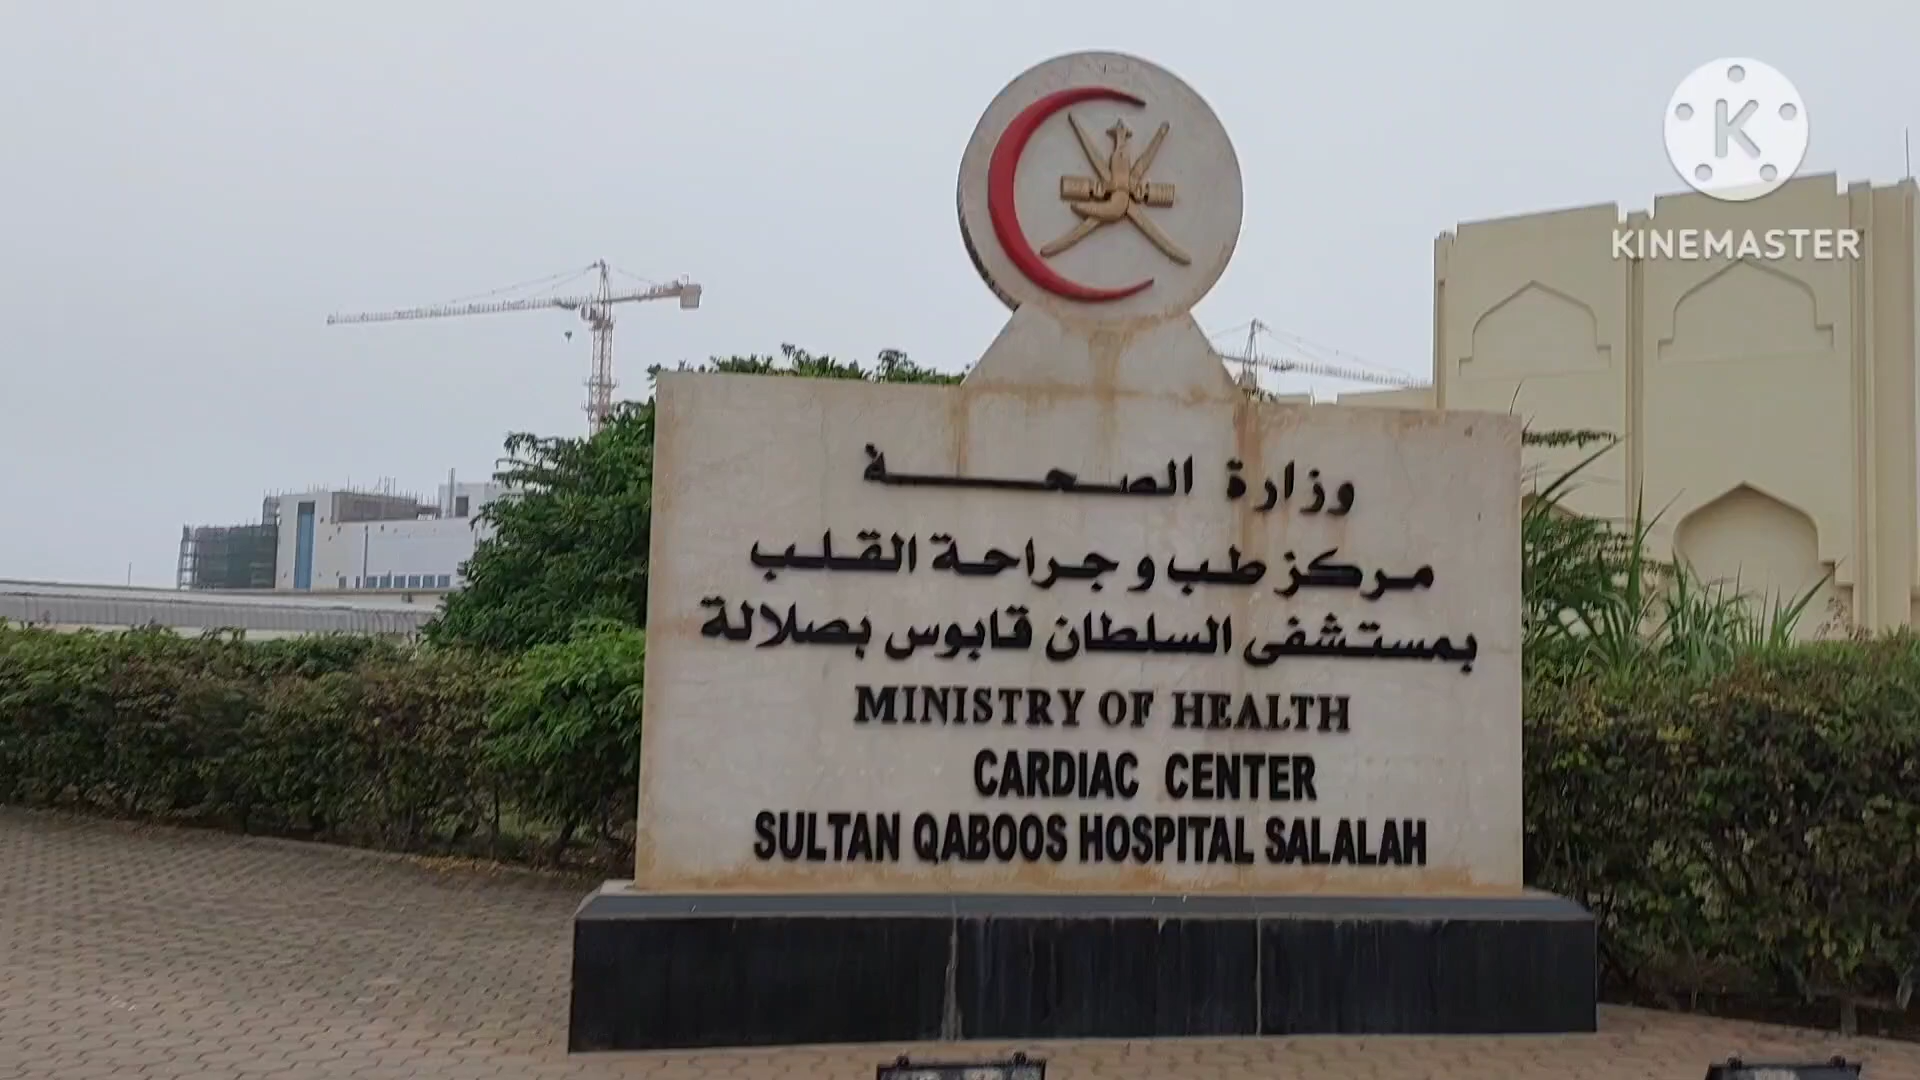 K
KINEMASTER
وزارة الصحة
مركز طب و جراحة القلب
بمستشفى السلطان قابوس بصلالة
MINISTRY OF HEALTH
CARDIAC CENTER
SULTAN QABOOS HOSPITAL SALALAH